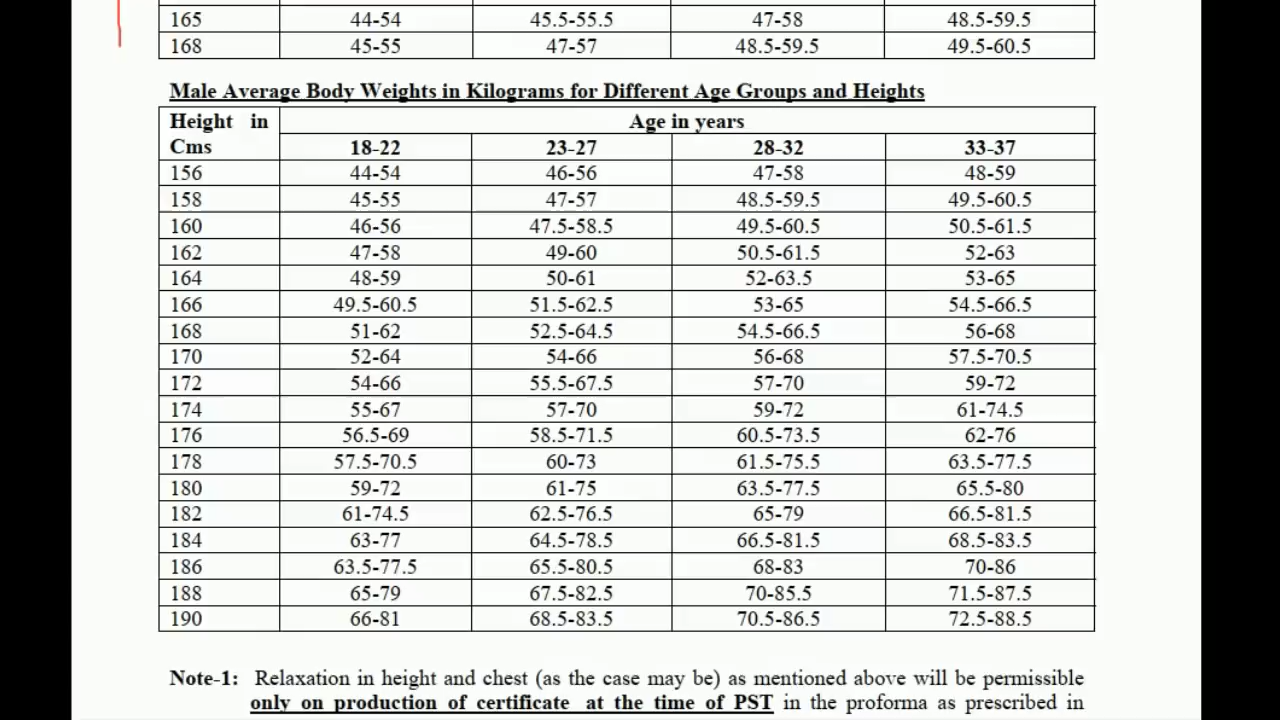 165 44-54 45.5-55.5 47-58 48.5-59.5
168 45-55 47-57 48.5-59.5 49.5-60.5
Male Average Body Weights in Kilograms for Different Age Groups and Heights
Height in Age in years
Cms 18-22 23-27 28-32 33-37
156 44-54 46-56 47-58 48-59
158 45-55 47-57 48.5-59.5 49.5-60.5
160 46-56 47.5-58.5 49.5-60.5 50.5-61.5
162 47-58 49-60 50.5-61.5 52-63
164 48-59 50-61 52-63.5 53-65
166 49.5-60.5 51.5-62.5 53-65 54.5-66.5
168 51-62 52.5-64.5 54.5-66.5 56-68
170 52-64 54-66 56-68 57.5-70.5
172 54-66 55.5-67.5 57-70 59-72
174 55-67 57-70 59-72 61-74.5
176 56.5-69 58.5-71.5 60.5-73.5 62-76
178 57.5-70.5 60-73 61.5-75.5 63.5-77.5
180 59-72 61-75 63.5-77.5 65.5-80
182 61-74.5 62.5-76.5 65-79 66.5-81.5
184 63-77 64.5-78.5 66.5-81.5 68.5-83.5
186 63.5-77.5 65.5-80.5 68-83 70-86
188 65-79 67.5-82.5 70-85.5 71.5-87.5
190 66-81 68.5-83.5 70.5-86.5 72.5-88.5
Note-1: Relaxation in height and chest (as the case may be) as mentioned above will be permissible
only on production of certificate at the time of PST in the proforma as prescribed in